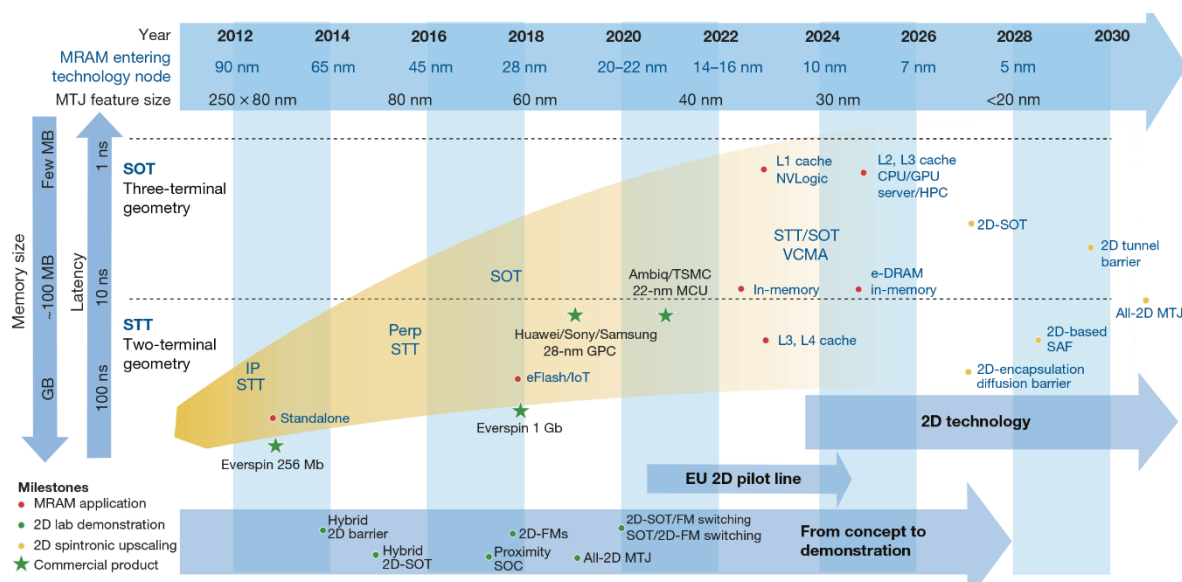 Year 2012 2014 2016 2018 2020 2022 2024 2026 2028 2030
MRAM entering
technology node
90 nm 65 nm 45 nm 28 nm 20–22 nm 14–16 nm 10 nm 7 nm 5 nm
MTJ feature size 250 × 80 nm 80 nm 60 nm 40 nm 30 nm <20 nm
Memory size
Few MB
~100 MB
GB
Latency
1 ns
10 ns
100 ns
SOT
Three-terminal
geometry
STT
Two-terminal
geometry
IP
STT
Perp
STT
SOT
STT/SOT
VCMA
L1 cache
NVLogic
L2, L3 cache
CPU/GPU
server/HPC
2D-SOT
2D tunnel
barrier
Ambiq/TSMC
22-nm MCU
In-memory
e-DRAM
in-memory
All-2D MTJ
Huawei/Sony/Samsung
28-nm GPC
L3, L4 cache
2D-based
SAF
eFlash/IoT
2D-encapsulation
diffusion barrier
Standalone
Everspin 1 Gb
Everspin 256 Mb
2D technology
EU 2D pilot line
Milestones
MRAM application
2D lab demonstration
2D spintronic upscaling
Commercial product
Hybrid
2D barrier
Hybrid
2D-SOT
2D-FMs
Proximity
SOC
All-2D MTJ
2D-SOT/FM switching
SOT/2D-FM switching
From concept to
demonstration